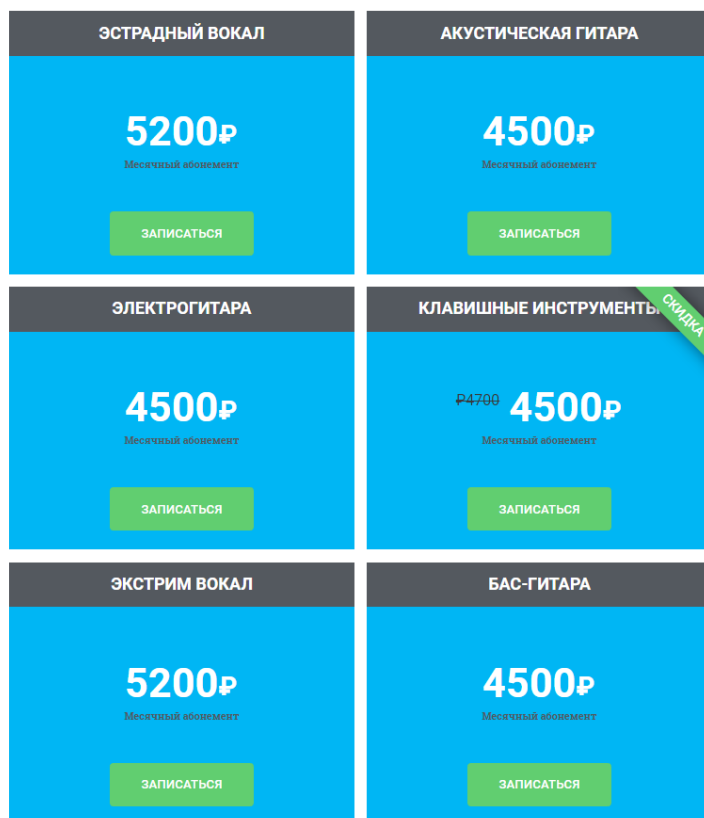 ЭСТРАДНЫЙ ВОКАЛ
5200₽
Месячный абонемент
ЗАПИСАТЬСЯ
АКУСТИЧЕСКАЯ ГИТАРА
4500₽
Месячный абонемент
ЗАПИСАТЬСЯ
ЭЛЕКТРОГИТАРА
4500₽
Месячный абонемент
ЗАПИСАТЬСЯ
КЛАВИШНЫЕ ИНСТРУМЕНТЫ
СКИДКА
₽4700 4500₽
Месячный абонемент
ЗАПИСАТЬСЯ
ЭКСТРИМ ВОКАЛ
5200₽
Месячный абонемент
ЗАПИСАТЬСЯ
БАС-ГИТАРА
4500₽
Месячный абонемент
ЗАПИСАТЬСЯ